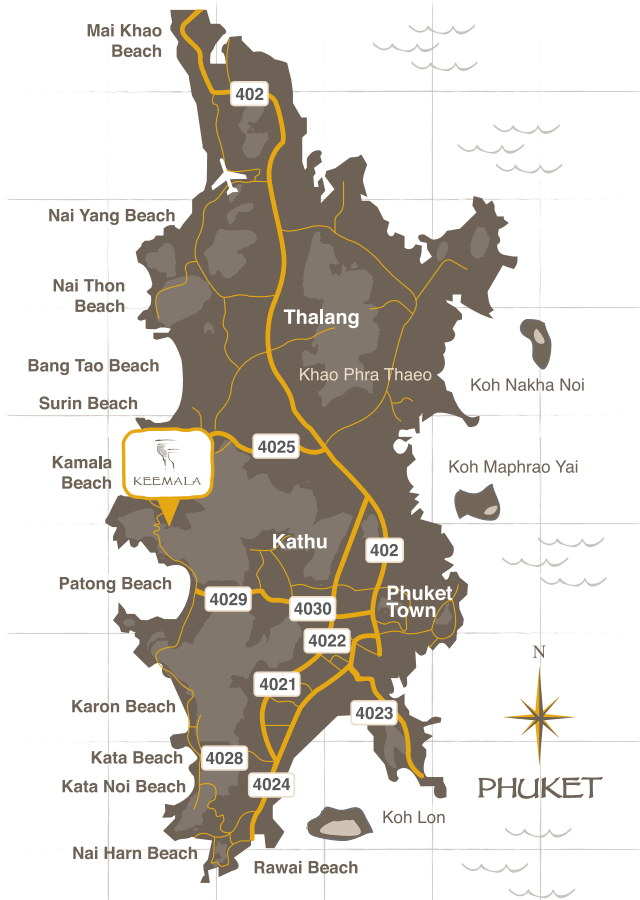 Mai Khao
Beach
402
Nai Yang Beach
Nai Thon
Beach
Thalang
Bang Tao Beach
Khao Phra Thaeo
Koh Nakha Noi
Surin Beach
4025
KEEMALA
Kamala
Beach
Koh Maphrao Yai
Kathu
402
Patong Beach
4029
4030
Phuket
Town
4022
N
4021
Karon Beach
4023
Kata Beach
4028
Kata Noi Beach
4024
PHUKET
Koh Lon
Nai Harn Beach
Rawai Beach